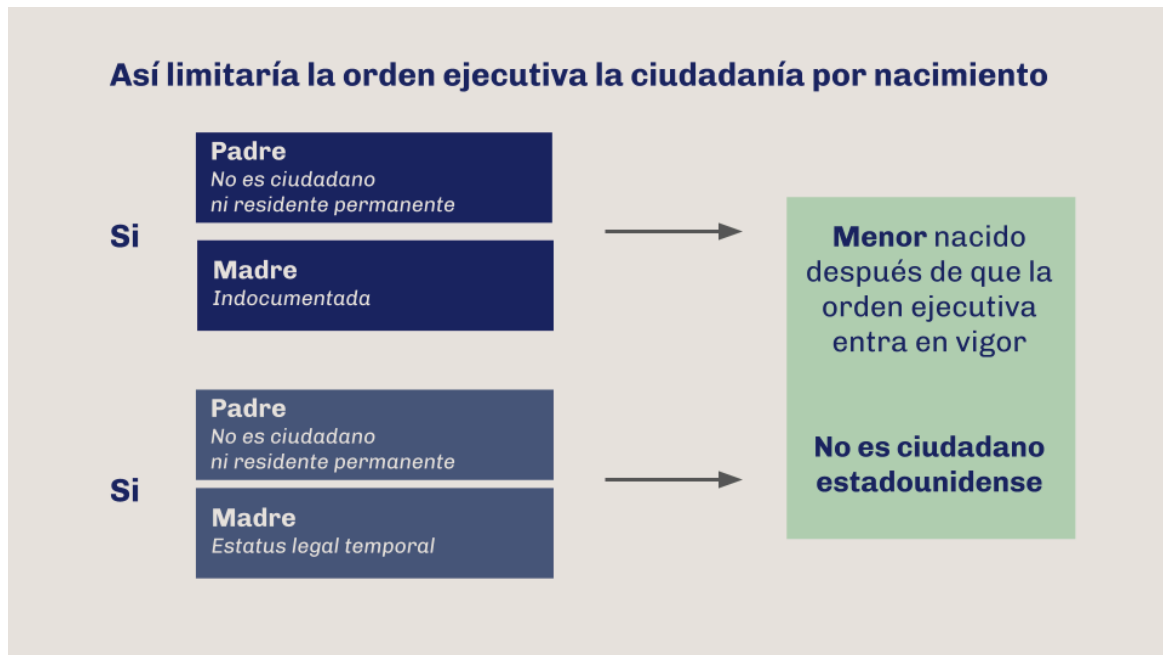 Así limitaría la orden ejecutiva la ciudadanía por nacimiento
Si
Padre
No es ciudadano
ni residente permanente
Madre
Indocumentada
Si
Padre
No es ciudadano
ni residente permanente
Madre
Estatus legal temporal
Menor nacido
después de que la
orden ejecutiva
entra en vigor
No es ciudadano
estadounidense